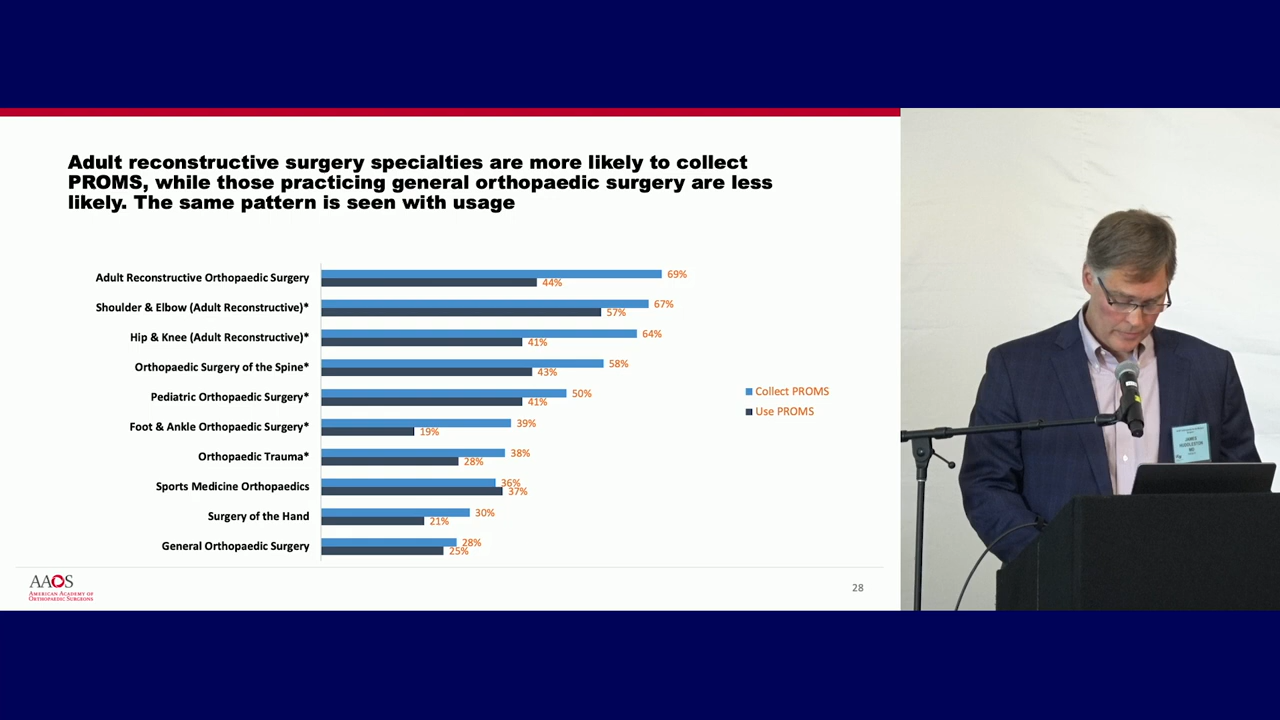 Adult reconstructive surgery specialties are more likely to collect
PROMS, while those practicing general orthopaedic surgery are less
likely. The same pattern is seen with usage
Adult Reconstructive Orthopaedic Surgery
69%
44%
Shoulder & Elbow (Adult Reconstructive)*
67%
57%
Hip & Knee (Adult Reconstructive)*
64%
41%
Orthopaedic Surgery of the Spine*
58%
43%
Pediatric Orthopaedic Surgery*
50%
41%
Foot & Ankle Orthopaedic Surgery*
39%
19%
Orthopaedic Trauma*
38%
28%
Sports Medicine Orthopaedics
36%
37%
Surgery of the Hand
30%
21%
General Orthopaedic Surgery
28%
25%
Collect PROMS
Use PROMS
AAOS
AMERICAN ACADEMY OF
ORTHOPAEDIC SURGEONS
28
JAMES
HUDDLESTON
MD